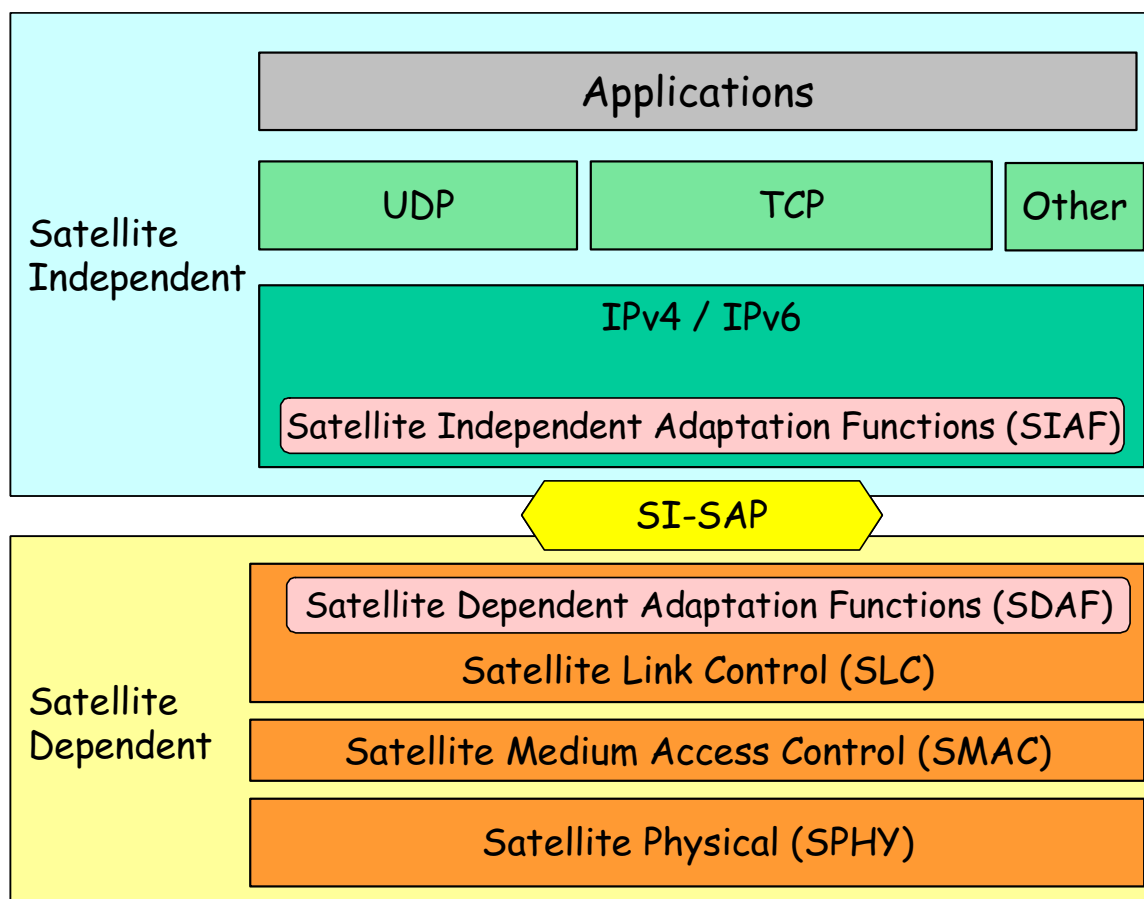 Applications
UDP
TCP
Other
Satellite
Independent
IPv4 / IPv6
Satellite Independent Adaptation Functions (SIAF)
SI-SAP
Satellite Dependent Adaptation Functions (SDAF)
Satellite Link Control (SLC)
Satellite
Dependent
Satellite Medium Access Control (SMAC)
Satellite Physical (SPHY)